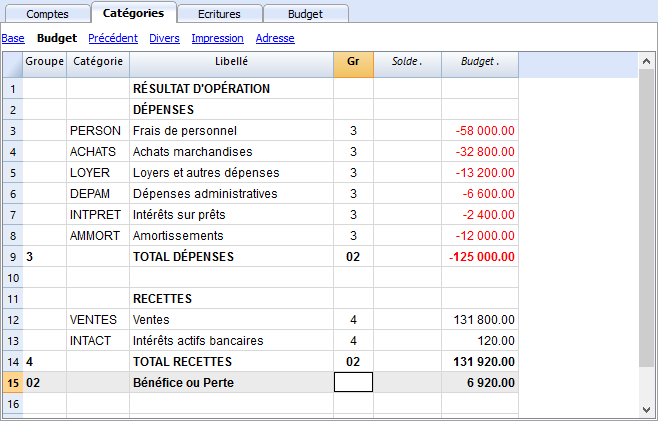 Comptes Catégories Ecritures Budget
Base Budget Précédent Divers Impression Adresse
Groupe Catégorie Libellé Gr Solde . Budget .
1 RÉSULTAT D'OPÉRATION
2 DÉPENSES
3 PERSON Frais de personnel 3 -58 000.00
4 ACHATS Achats marchandises 3 -32 800.00
5 LOYER Loyers et autres dépenses 3 -13 200.00
6 DEPAM Dépenses administratives 3 -6 600.00
7 INTPRET Intérêts sur prêts 3 -2 400.00
8 AMMORT Amortissements 3 -12 000.00
9 3 TOTAL DÉPENSES 02 -125 000.00
10
11 RECETTES
12 VENTES Ventes 4 131 800.00
13 INTACT Intérêts actifs bancaires 4 120.00
14 4 TOTAL RECETTES 02 131 920.00
15 02 Bénéfice ou Perte 6 920.00
16